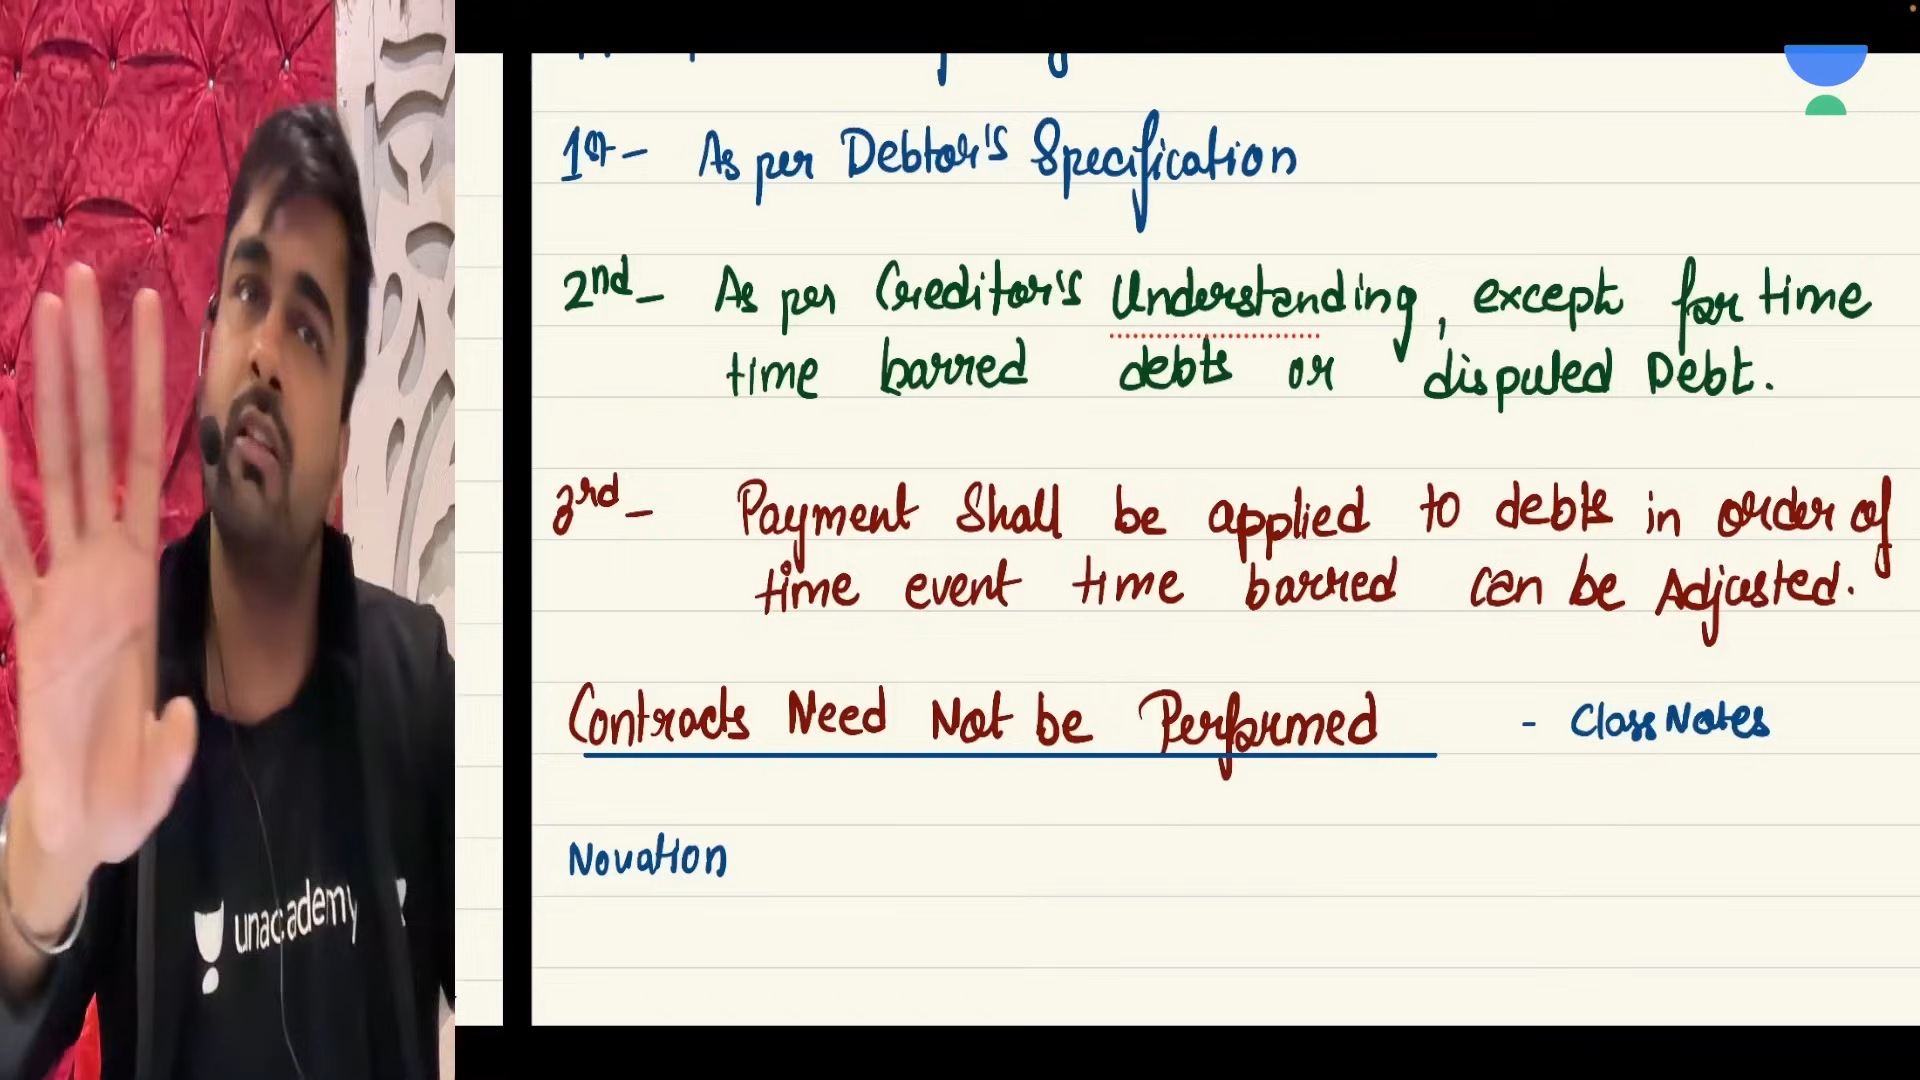 1st - As per Debtor's Specification
2nd - As per Creditor's Understanding, except for time
time barred debts or disputed Debt.
3rd - Payment Shall be applied to debts in order of
time event time barred can be Adjusted.
Contracts Need Not be Performed - Class Notes
Novation
unacademy